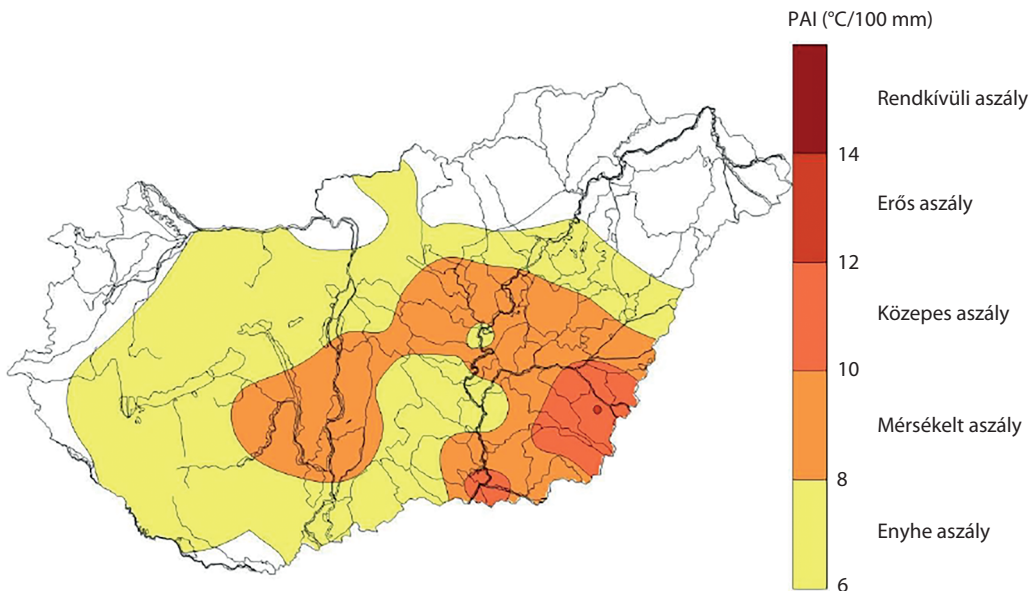 PAI (°C/100 mm)
Rendkívüli aszály
14
Erős aszály
12
Közepes aszály
10
Mérsékelt aszály
8
Enyhe aszály
6